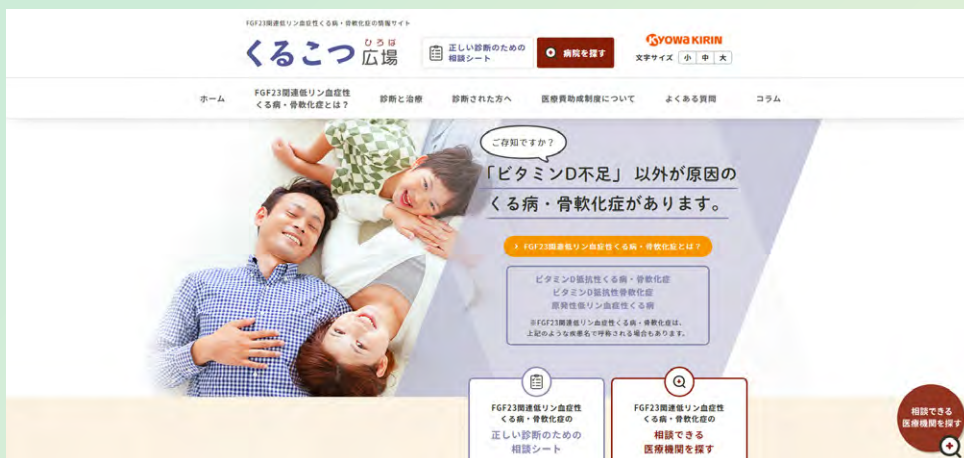 FGF23関連低リン血症性くる病・骨軟化症の情報サイト
くるこつ広場
ひろば
正しい診断のための
相談シート
病院を探す
KYOWA KIRIN
文字サイズ 小 中 大
ホーム
FGF23関連低リン血症性
くる病・骨軟化症とは?
診断と治療
診断された方へ
医療費助成制度について
よくある質問
コラム
ご存知ですか?
「ビタミンD不足」以外が原因の
くる病・骨軟化症があります。
FGF23関連低リン血症性くる病・骨軟化症とは?
ビタミンD抵抗性くる病・骨軟化症
ビタミンD抵抗性骨軟化症
原発性低リン血症性くる病
※FGF23関連低リン血症性くる病・骨軟化症は、
上記のような疾患名で呼称される場合もあります。
FGF23関連低リン血症性
くる病・骨軟化症の
正しい診断のための
相談シート
FGF23関連低リン血症性
くる病・骨軟化症の
相談できる
医療機関を探す
相談できる
医療機関を探す